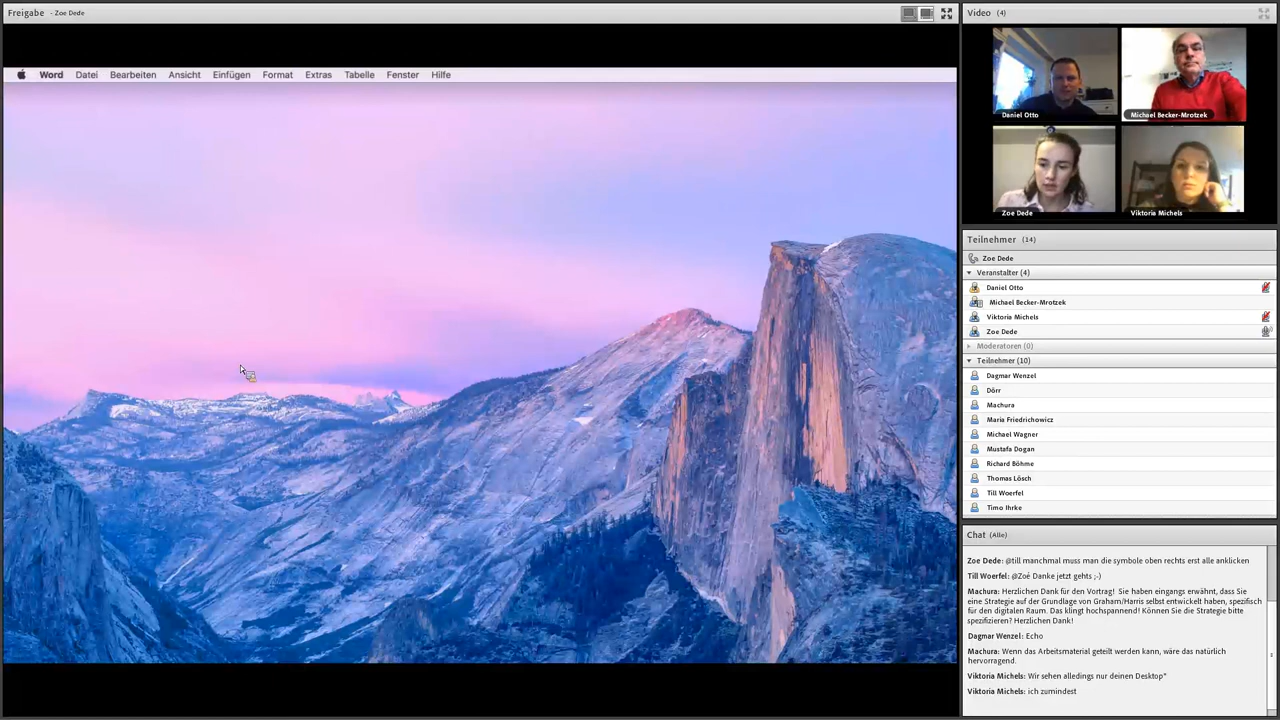 Freigabe - Zoe Dede
Word Datei Bearbeiten Ansicht Einfügen Format Extras Tabelle Fenster Hilfe
Video (4)
Daniel Otto
Michael Becker-Mrotzek
Zoe Dede
Viktoria Michels
Teilnehmer (14)
Zoe Dede
Veranstalter (4)
Daniel Otto
Michael Becker-Mrotzek
Viktoria Michels
Zoe Dede
Moderatoren (0)
Teilnehmer (10)
Dagmar Wenzel
Dörr
Machura
Maria Friedrichowicz
Michael Wagner
Mustafa Dogan
Richard Böhme
Thomas Lösch
Till Woerfel
Timo Ihrke
Chat (Alle)
Zoe Dede: @till manchmal muss man die symbole oben rechts erst alle anklicken
Till Woerfel: @Zoé Danke jetzt gehts ;-)
Machura: Herzlichen Dank für den Vortrag! Sie haben eingangs erwähnt, dass Sie
eine Strategie auf der Grundlage von Graham/Harris selbst entwickelt haben, spezifisch
für den digitalen Raum. Das klingt hochspannend! Können Sie die Strategie bitte
spezifizieren? Herzlichen Dank!
Dagmar Wenzel: Echo
Machura: Wenn das Arbeitsmaterial geteilt werden kann, wäre das natürlich
hervorragend.
Viktoria Michels: Wir sehen alledings nur deinen Desktop*
Viktoria Michels: ich zumindest